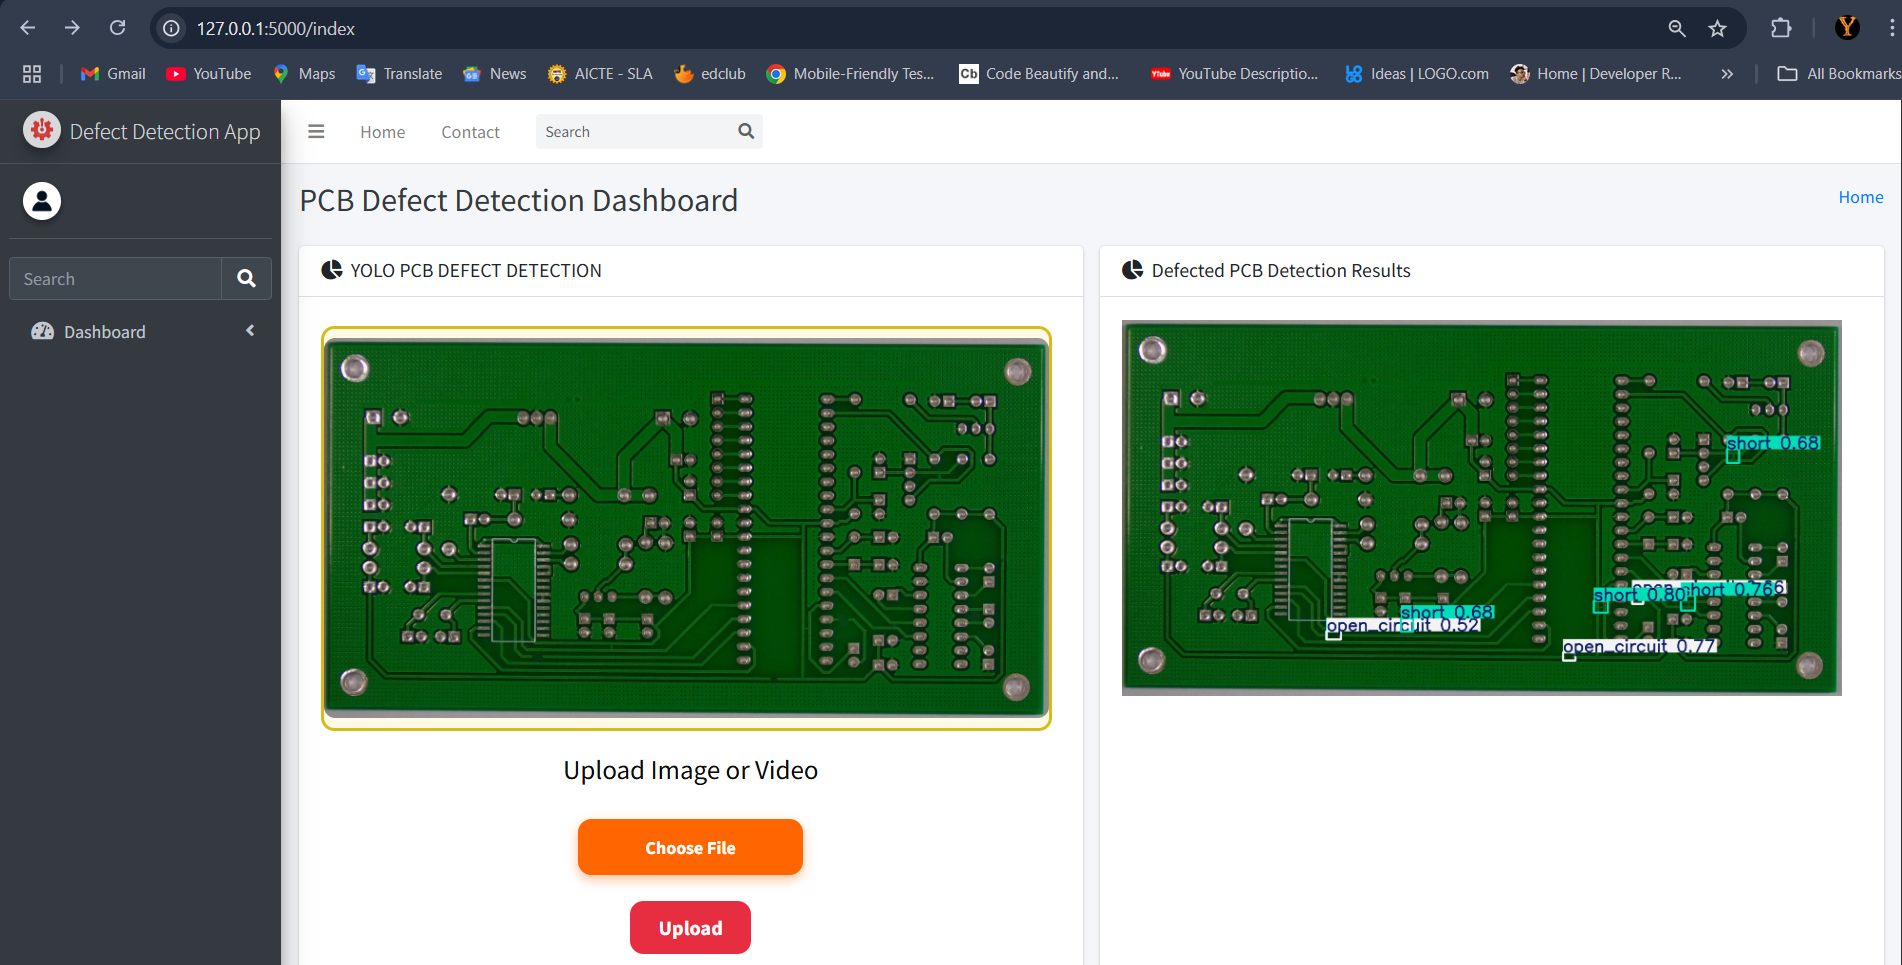 127.0.0.1:5000/index
Gmail
YouTube
Maps
Translate
News
AICTE - SLA
edclub
Mobile-Friendly Tes...
Cb
Code Beautify and...
YouTube Descriptio...
Ideas | LOGO.com
Home | Developer R...
All Bookmarks
Defect Detection App
Home
Contact
Search
PCB Defect Detection Dashboard
Home
Search
Dashboard
YOLO PCB DEFECT DETECTION
Defected PCB Detection Results
short 0.68
short 0.80
short 0.76
short 0.68
open_circuit 0.52
open_circuit 0.77
Upload Image or Video
Choose File
Upload